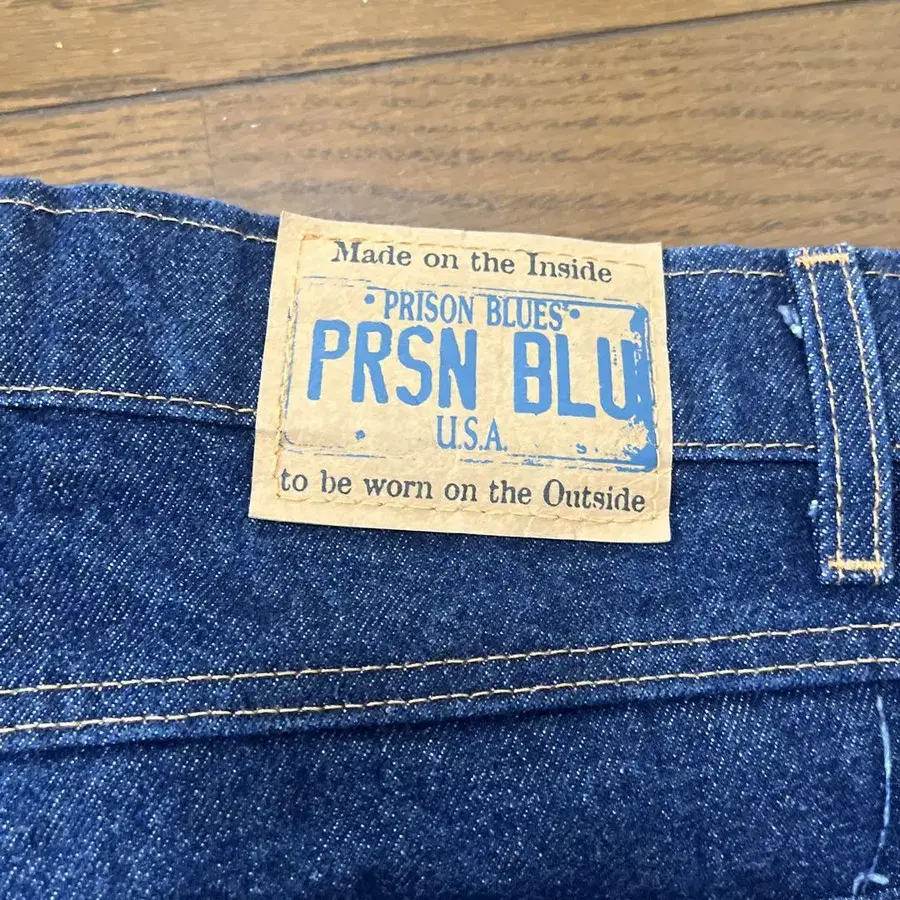 Made on the Inside
• PRISON BLUES •
PRSN BLU
U.S.A.
to be worn on the Outside